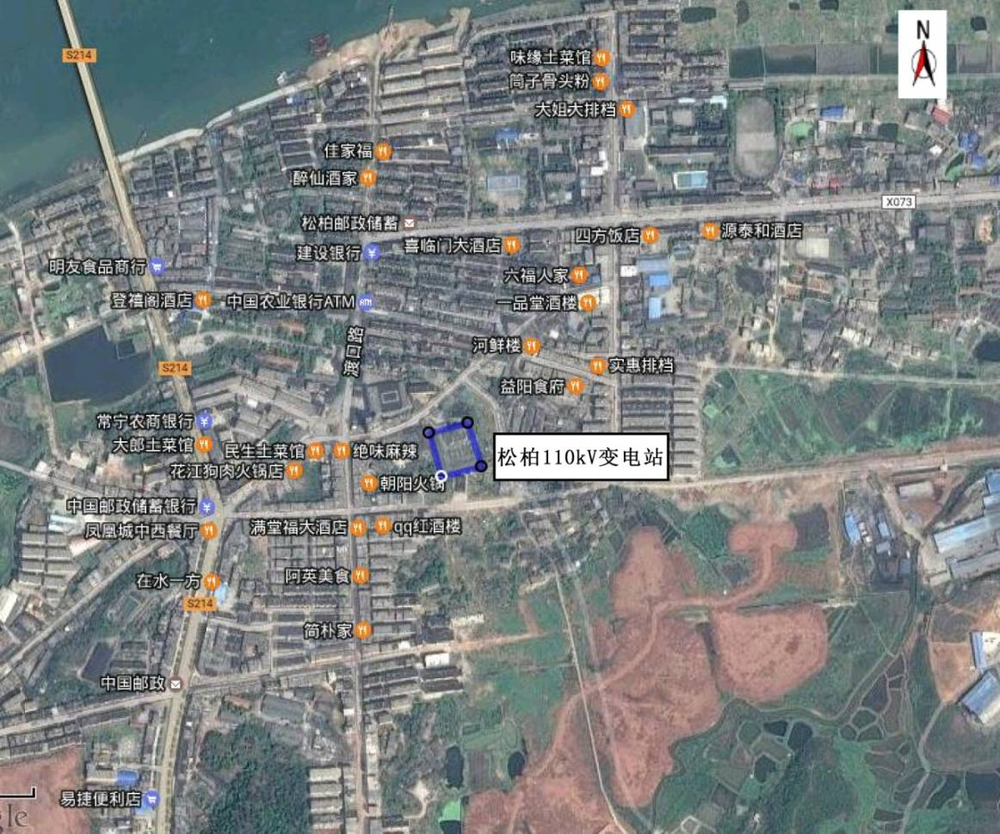 N
S214
味缘土菜馆
筒子骨头粉
大姐大排档
佳家福
醉仙酒家
X073
松柏邮政储蓄
四方饭店
源泰和酒店
喜临门大酒店
建设银行
明友食品商行
六福人家
登禧阁酒店
中国农业银行ATM
ATM
一品堂酒楼
渡口路
河鲜楼
S214
实惠排档
益阳食府
常宁农商银行
大郎土菜馆
民生土菜馆
绝味麻辣
松柏110kV变电站
花江狗肉火锅店
朝阳火锅
中国邮政储蓄银行
凤凰城中西餐厅
满堂福大酒店
qq红酒楼
阿英美食
在水一方
S214
简朴家
中国邮政
易捷便利店
gle